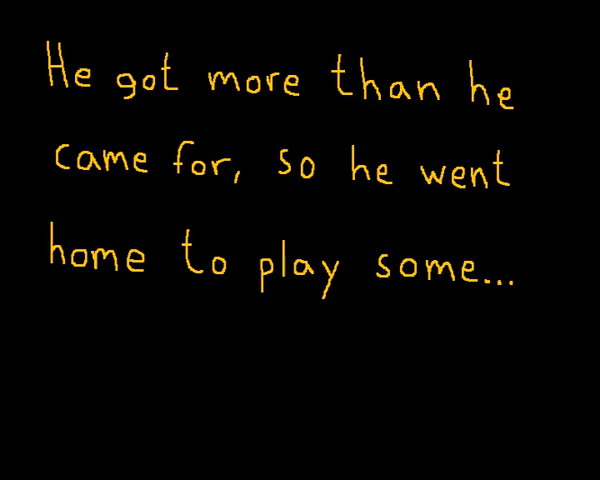 He got more than he
came for, so he went
home to play some...